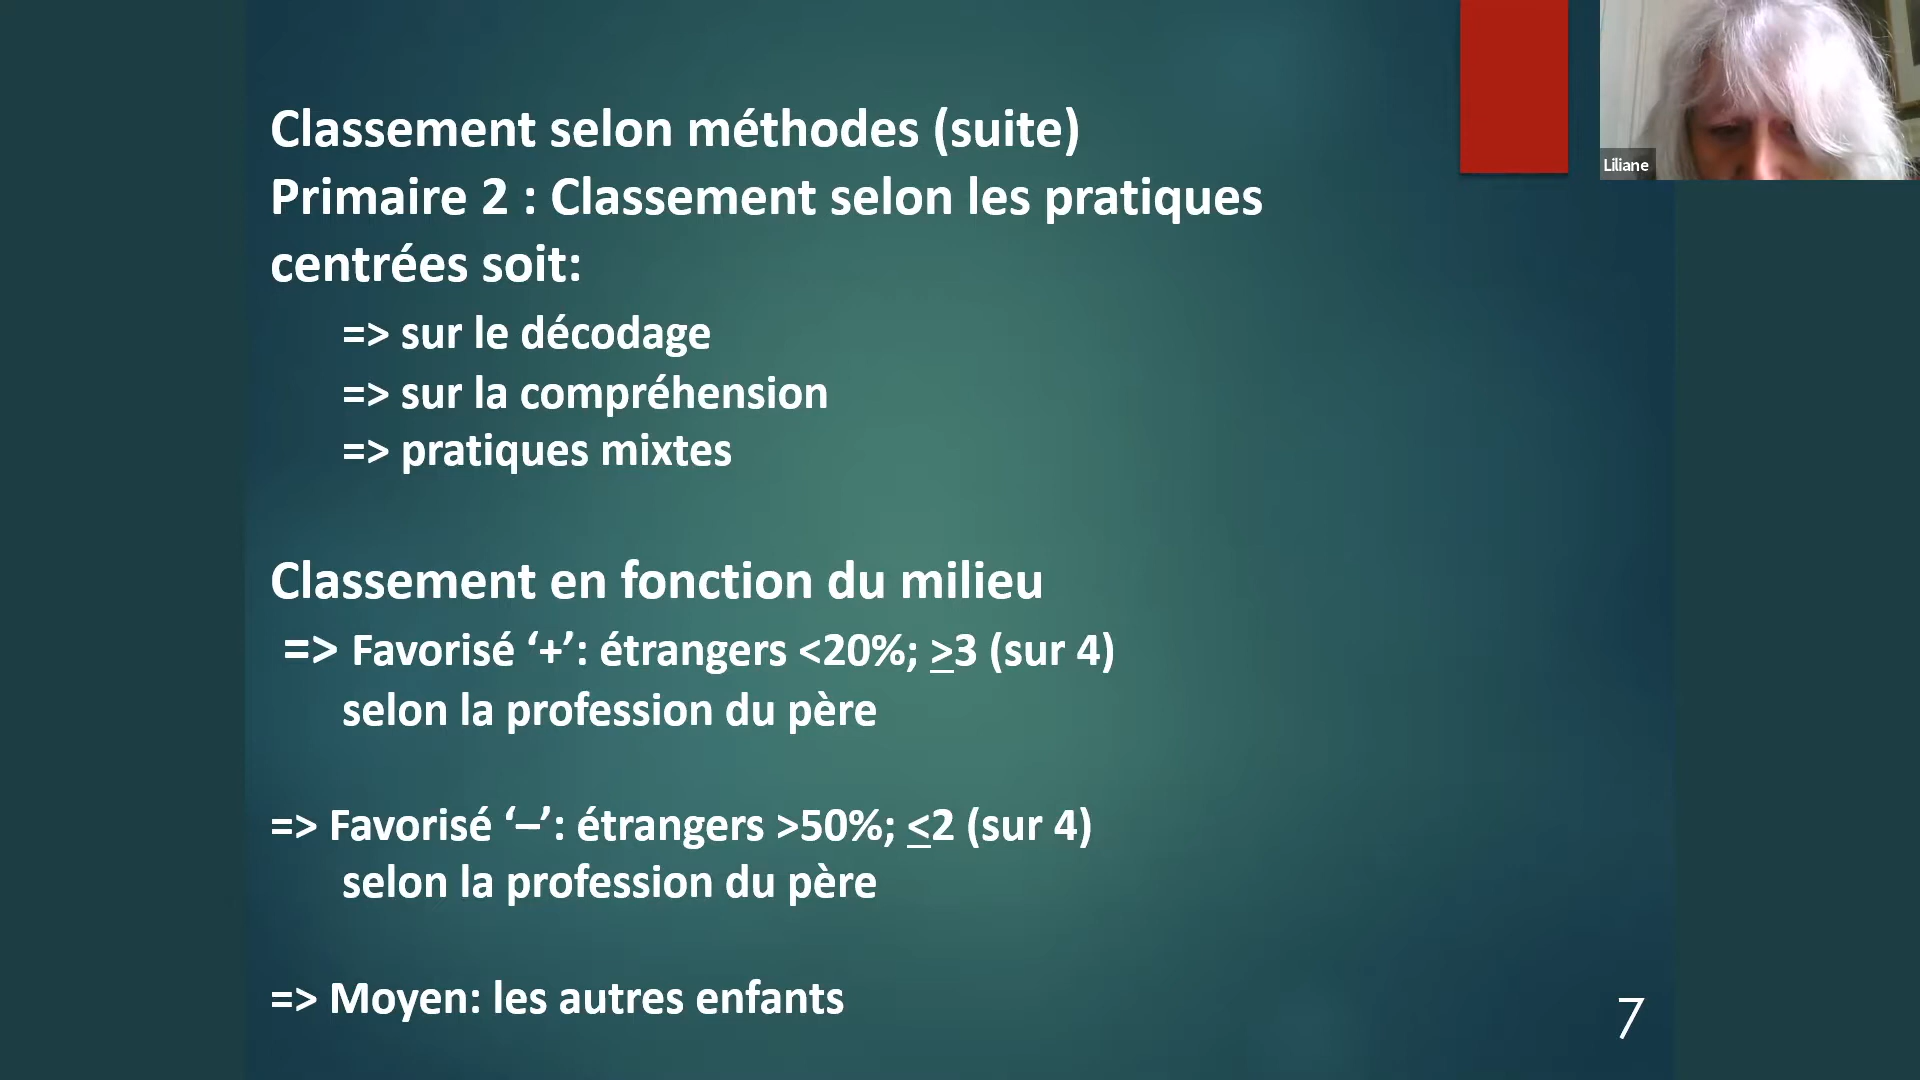 Classement selon méthodes (suite)
Primaire 2 : Classement selon les pratiques
centrées soit:
=> sur le décodage
=> sur la compréhension
=> pratiques mixtes
Classement en fonction du milieu
=> Favorisé ‘+’: étrangers <20%; >3 (sur 4)
selon la profession du père
=> Favorisé ‘–’: étrangers >50%; <2 (sur 4)
selon la profession du père
=> Moyen: les autres enfants
7
Liliane